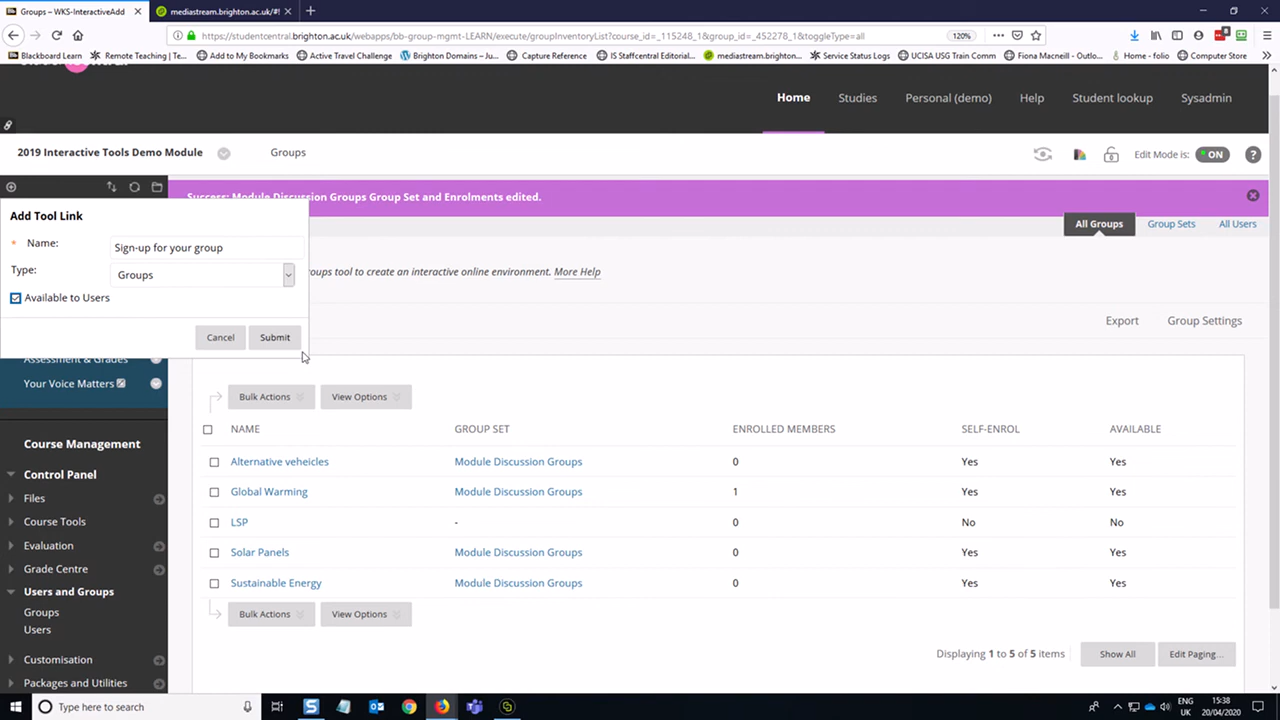 Groups – WKS-InteractiveAdd
mediastream.brighton.ac.uk/#!
https://studentcentral.brighton.ac.uk/webapps/bb-group-mgmt-LEARN/execute/groupInventoryList?course_id=_115248_1&group_id=_452278_1&toggleType=all
120%
Blackboard Learn
Remote Teaching | Te...
Add to My Bookmarks
Active Travel Challenge
Brighton Domains – Ju...
Capture Reference
IS Staffcentral Editorial...
mediastream.brighton...
Service Status Logs
UCISA USG Train Comm
Fiona Macneill – Outlo...
Home - folio
Computer Store
Home
Studies
Personal (demo)
Help
Student lookup
Sysadmin
2019 Interactive Tools Demo Module
Groups
Edit Mode is:
ON
?
Success: Module Discussion Groups Group Set and Enrolments edited.
Add Tool Link
* Name:
Sign-up for your group
Type:
Groups
Available to Users
Cancel
Submit
All Groups
Group Sets
All Users
oups tool to create an interactive online environment. More Help
Export
Group Settings
Assessment & Grades
Your Voice Matters
Course Management
Control Panel
Files
Course Tools
Evaluation
Grade Centre
Users and Groups
Groups
Users
Customisation
Packages and Utilities
Bulk Actions
View Options
NAME GROUP SET ENROLLED MEMBERS SELF-ENROL AVAILABLE
Alternative veheicles Module Discussion Groups 0 Yes Yes
Global Warming Module Discussion Groups 1 Yes Yes
LSP - 0 No No
Solar Panels Module Discussion Groups 0 Yes Yes
Sustainable Energy Module Discussion Groups 0 Yes Yes
Bulk Actions
View Options
Displaying 1 to 5 of 5 items
Show All
Edit Paging...
Type here to search
ENG
UK
15:38
20/04/2020